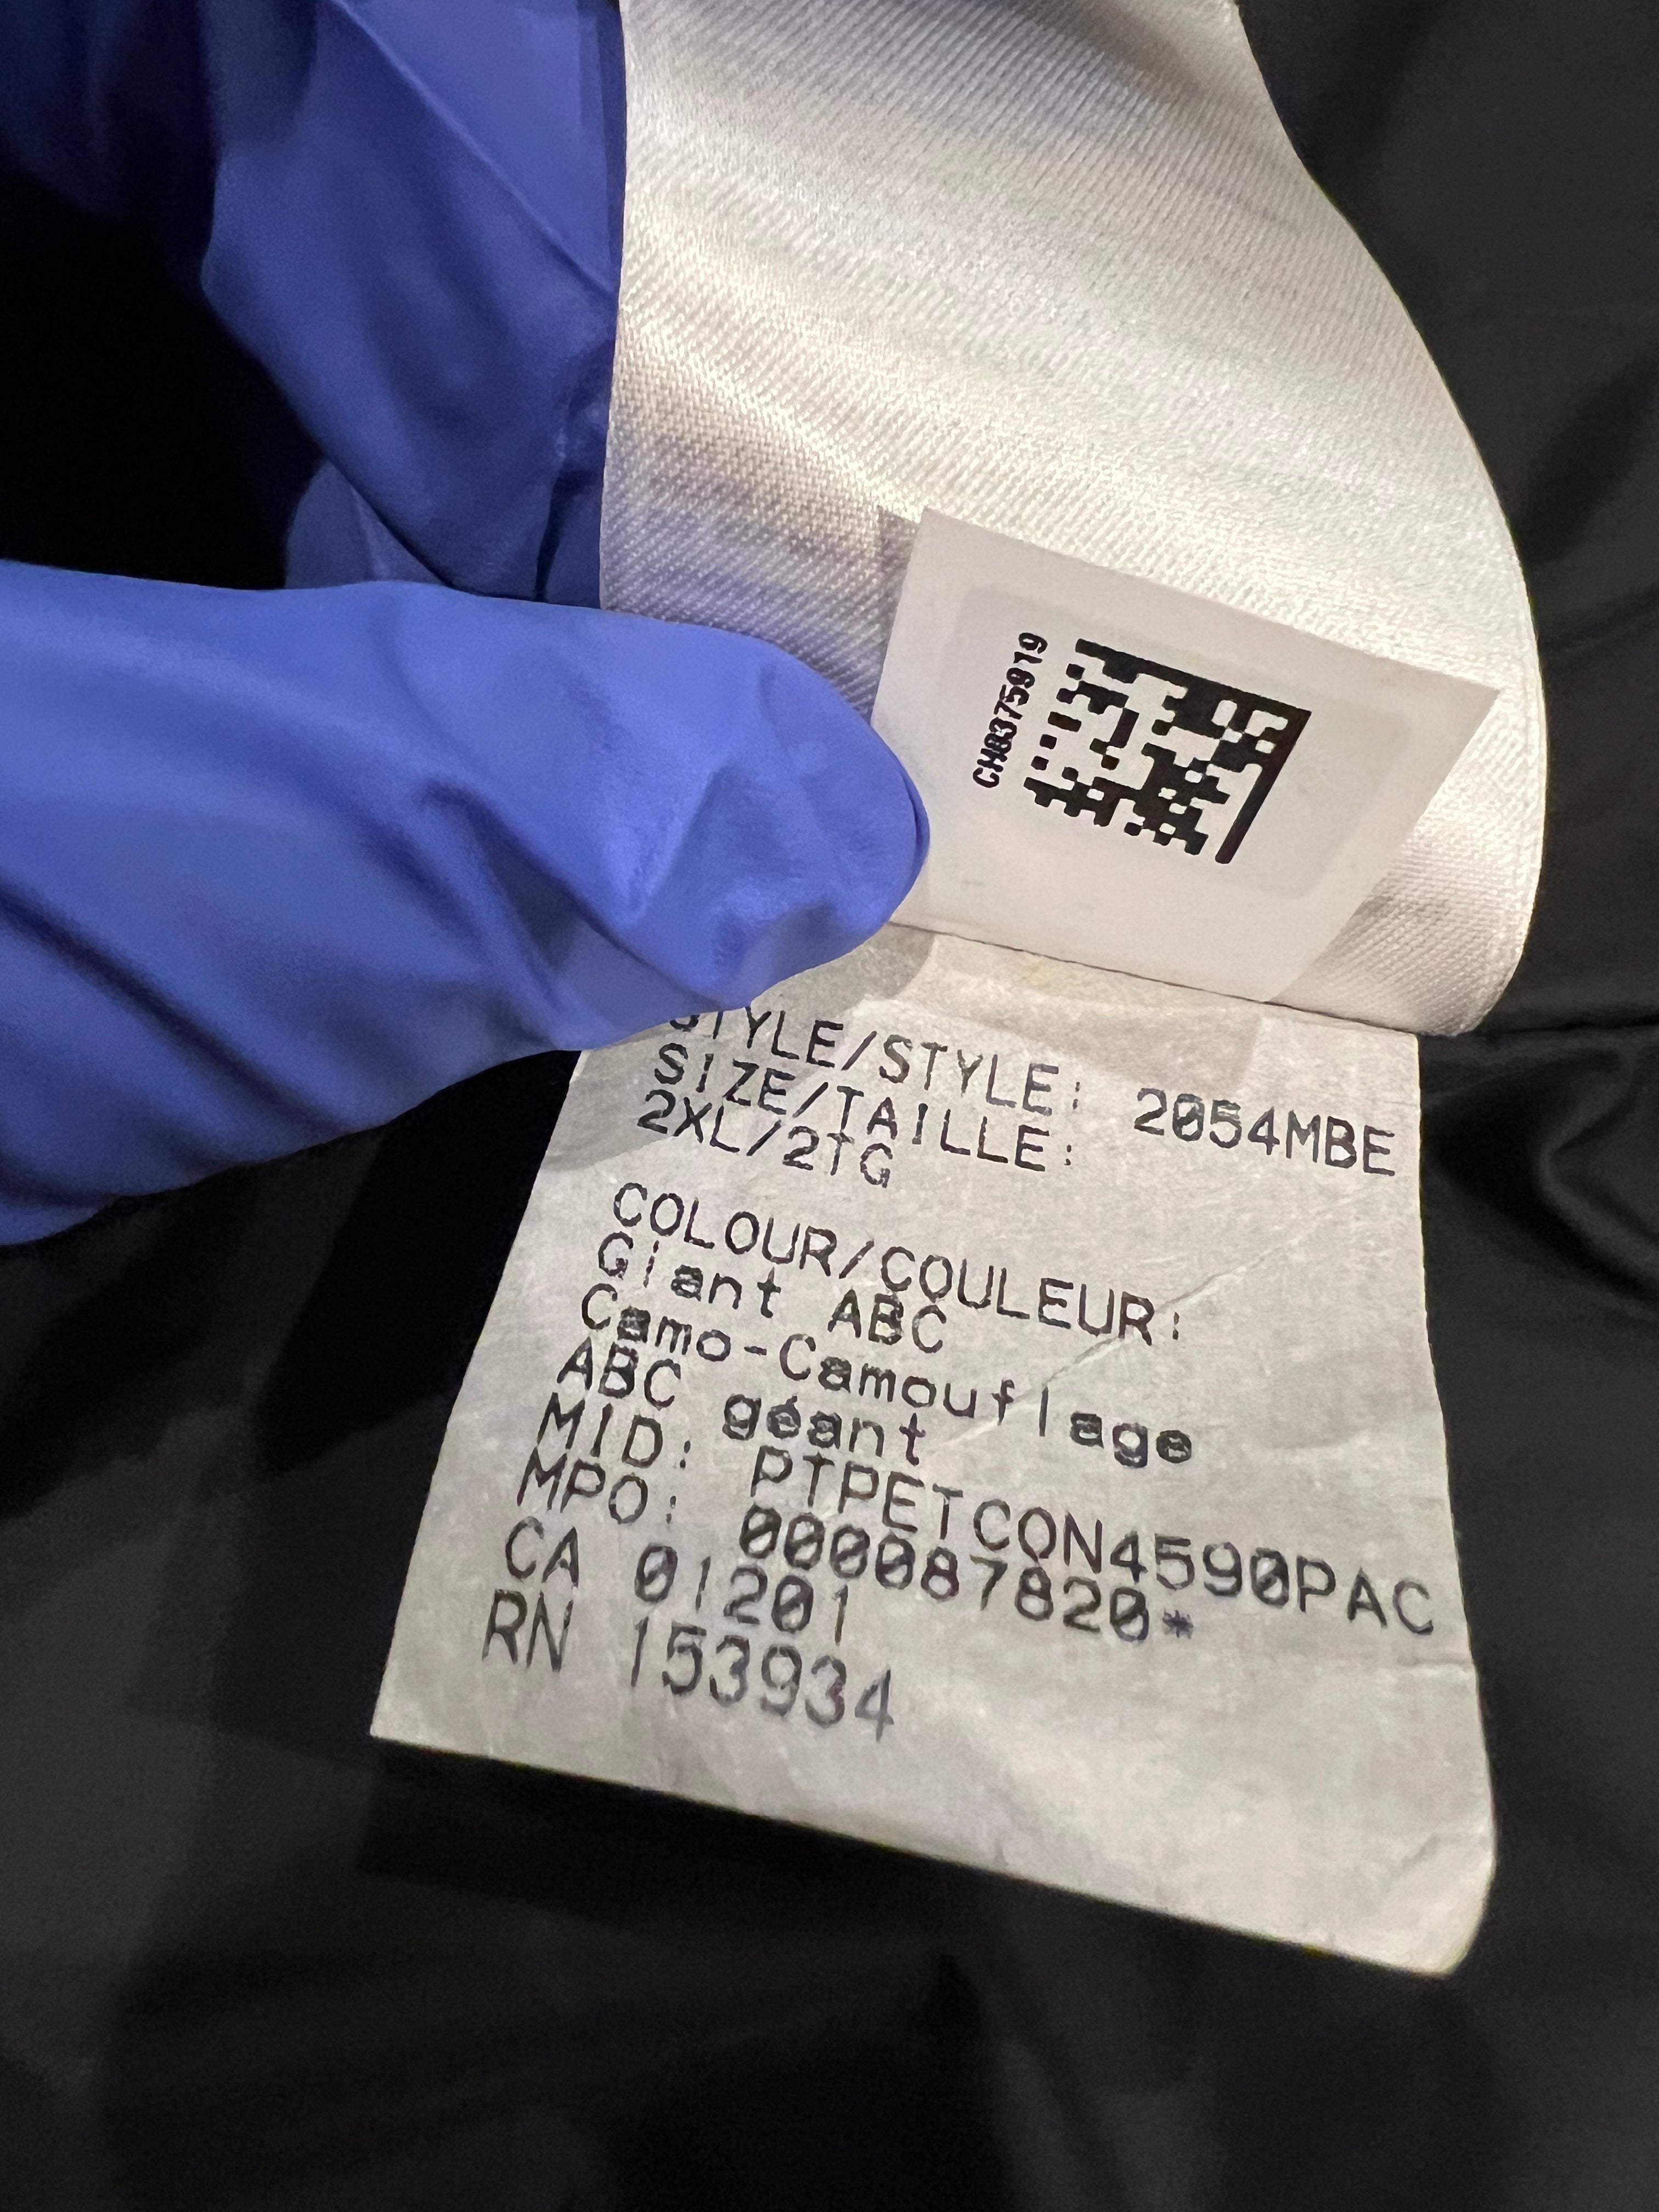 CH8375919
STYLE/STYLE: 2054MBE
SIZE/TAILLE:
2XL/2TG
COLOUR/COULEUR:
Giant ABC
Camo-Camouflage
ABC géant
MID: PTPETCON4590PAC
MPO: 000087820*
CA 01201
RN 153934